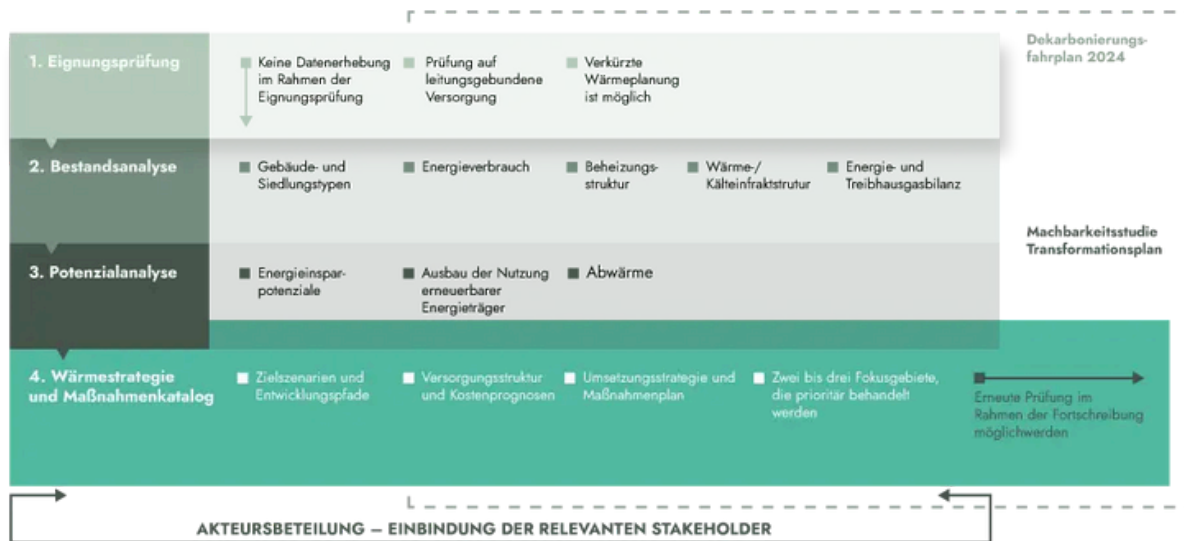 Dekarbonierungs-
fahrplan 2024
1. Eignungsprüfung
Keine Datenerhebung
im Rahmen der
Eignungsprüfung
Prüfung auf
leitungsgebundene
Versorgung
Verkürzte
Wärmeplanung
ist möglich
2. Bestandsanalyse
Gebäude- und
Siedlungstypen
Energieverbrauch
Beheizungs-
struktur
Wärme-/
Kälteinfraktstrutur
Energie- und
Treibhausgasbilanz
Machbarkeitsstudie
Transformationsplan
3. Potenzialanalyse
Energieeinspar-
potenziale
Ausbau der Nutzung
erneuerbarer
Energieträger
Abwärme
4. Wärmestrategie
und Maßnahmenkatalog
Zielszenarien und
Entwicklungspfade
Versorgungsstruktur
und Kostenprognosen
Umsetzungsstrategie und
Maßnahmenplan
Zwei bis drei Fokusgebiete,
die prioritär behandelt
werden
Erneute Prüfung im
Rahmen der Fortschreibung
möglichwerden
AKTEURSBETEILUNG – EINBINDUNG DER RELEVANTEN STAKEHOLDER